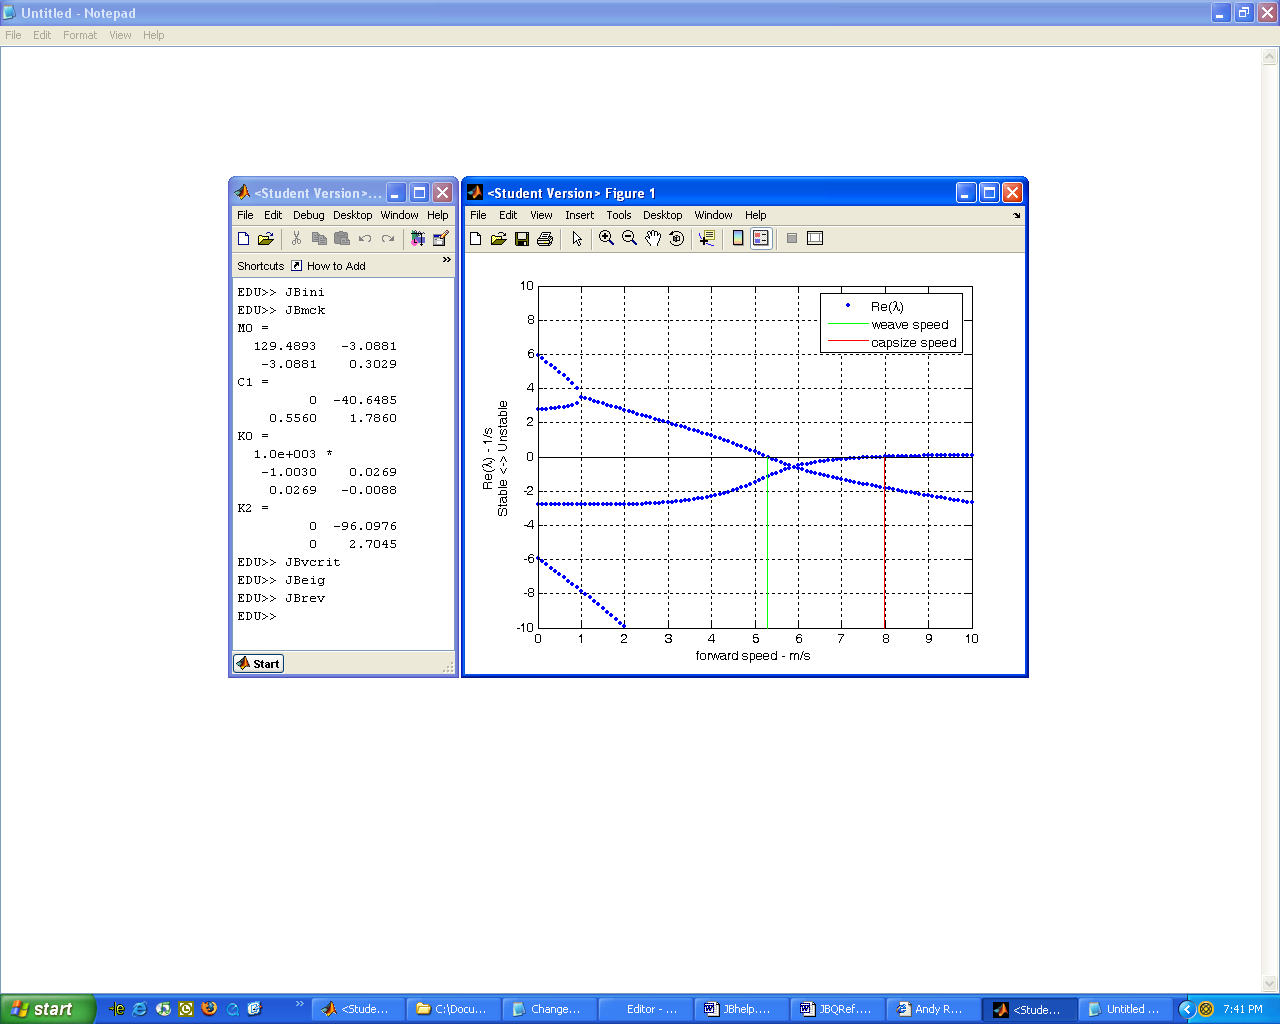 Untitled - Notepad
File Edit Format View Help
<Student Version>...
File Edit Debug Desktop Window Help
Shortcuts How to Add »
EDU>> JBini
EDU>> JBmck
M0 =
129.4893 -3.0881
-3.0881 0.3029
C1 =
0 -40.6485
0.5560 1.7860
K0 =
1.0e+003 *
-1.0030 0.0269
0.0269 -0.0088
K2 =
0 -96.0976
0 2.7045
EDU>> JBvcrit
EDU>> JBeig
EDU>> JBrev
EDU>>
Start
<Student Version> Figure 1
File Edit View Insert Tools Desktop Window Help
10
8
6
4
2
0
-2
-4
-6
-8
-10
Re(λ) - 1/s
Stable <-> Unstable
Re(λ)
weave speed
capsize speed
0 1 2 3 4 5 6 7 8 9 10
forward speed - m/s
start
»
<Stude...
C:\Docu...
Change...
Editor - ...
JBhelp....
JBQRef....
Andy R...
<Stude...
Untitled ...
7:41 PM